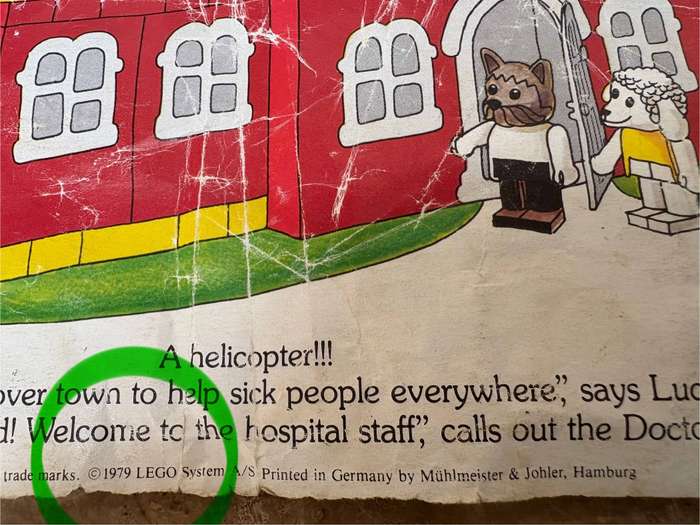 A helicopter!!!
over town to help sick people everywhere”, says Luc
d! Welcome to the hospital staff”, calls out the Docto
trade marks. ©1979 LEGO System A/S Printed in Germany by Mühlmeister & Johler, Hamburg